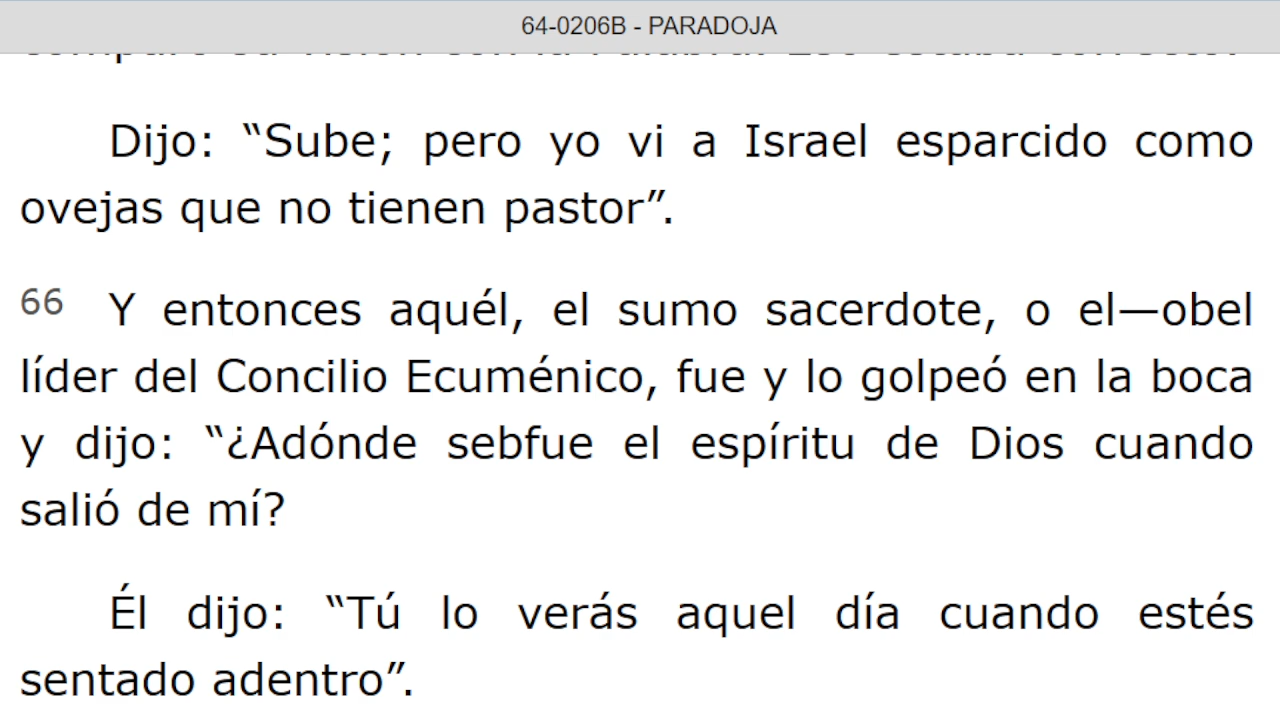 64-0206B - PARADOJA
Dijo: “Sube; pero yo vi a Israel esparcido como
ovejas que no tienen pastor”.
66 Y entonces aquél, el sumo sacerdote, o el—obel
líder del Concilio Ecuménico, fue y lo golpeó en la boca
y dijo: “¿Adónde sebfue el espíritu de Dios cuando
salió de mí?
Él dijo: “Tú lo verás aquel día cuando estés
sentado adentro”.